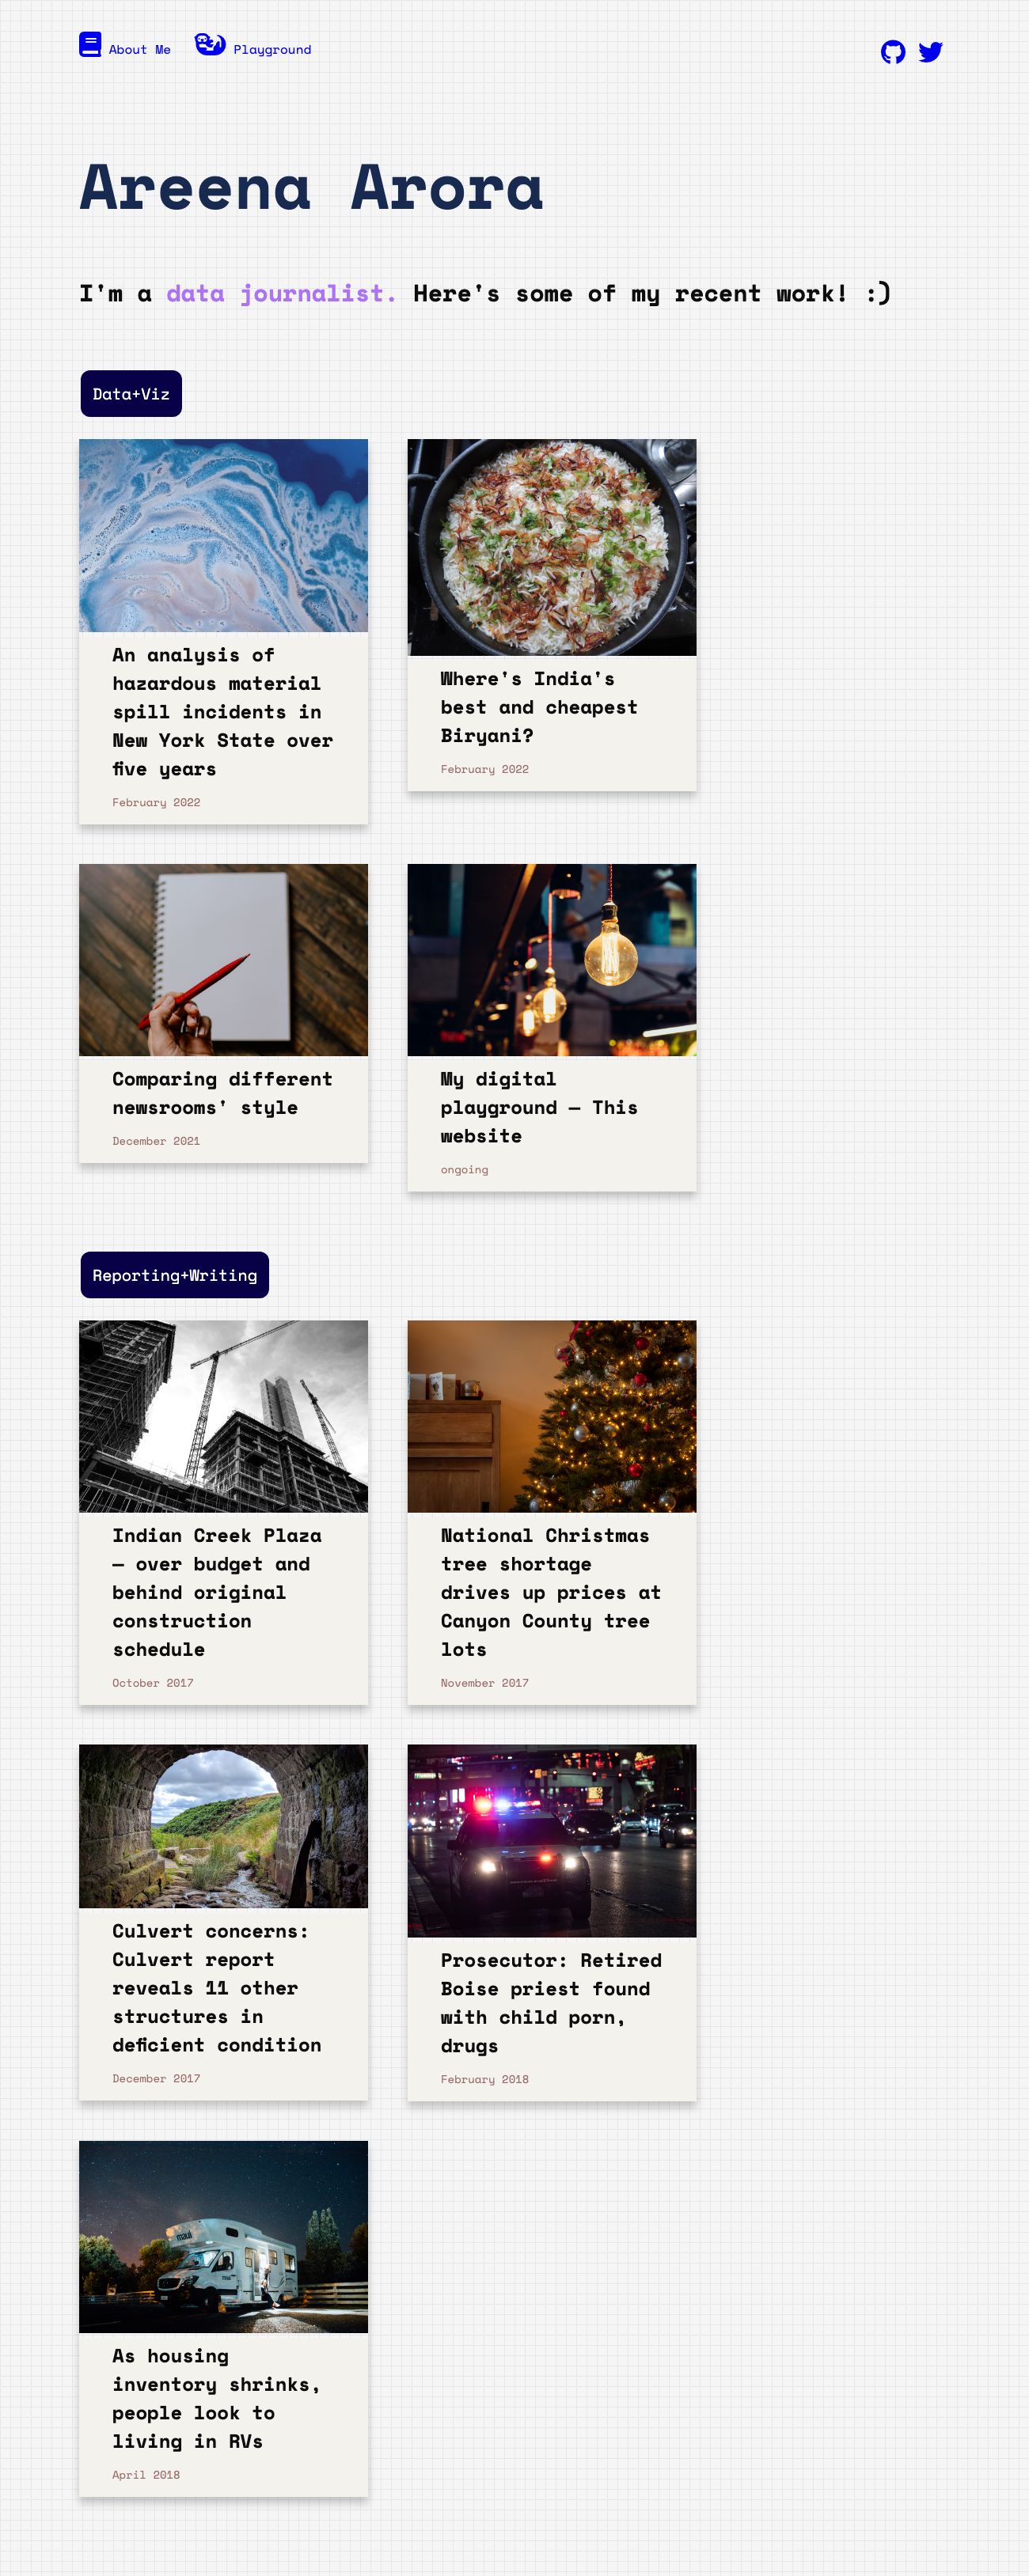 About Me
Playground
Areena Arora
I'm a data journalist. Here's some of my recent work! :)
Data+Viz
An analysis of
hazardous material
spill incidents in
New York State over
five years
February 2022
Where's India's
best and cheapest
Biryani?
February 2022
Comparing different
newsrooms' style
December 2021
My digital
playground — This
website
ongoing
Reporting+Writing
Indian Creek Plaza
— over budget and
behind original
construction
schedule
October 2017
National Christmas
tree shortage
drives up prices at
Canyon County tree
lots
November 2017
Culvert concerns:
Culvert report
reveals 11 other
structures in
deficient condition
December 2017
Prosecutor: Retired
Boise priest found
with child porn,
drugs
February 2018
maui
As housing
inventory shrinks,
people look to
living in RVs
April 2018